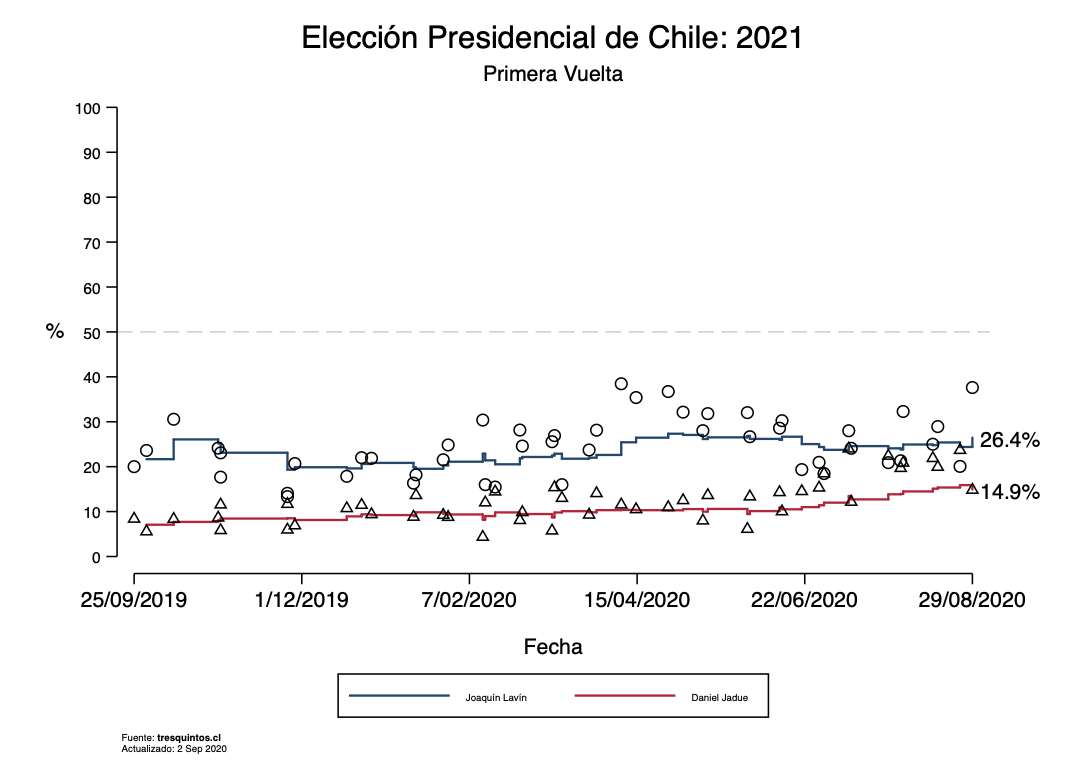 Elección Presidencial de Chile: 2021
Primera Vuelta
100
90
80
70
60
%
50
40
30
26.4%
20
14.9%
10
0
25/09/2019 1/12/2019 7/02/2020 15/04/2020 22/06/2020 29/08/2020
Fecha
Joaquín Lavín Daniel Jadue
Fuente: tresquintos.cl
Actualizado: 2 Sep 2020